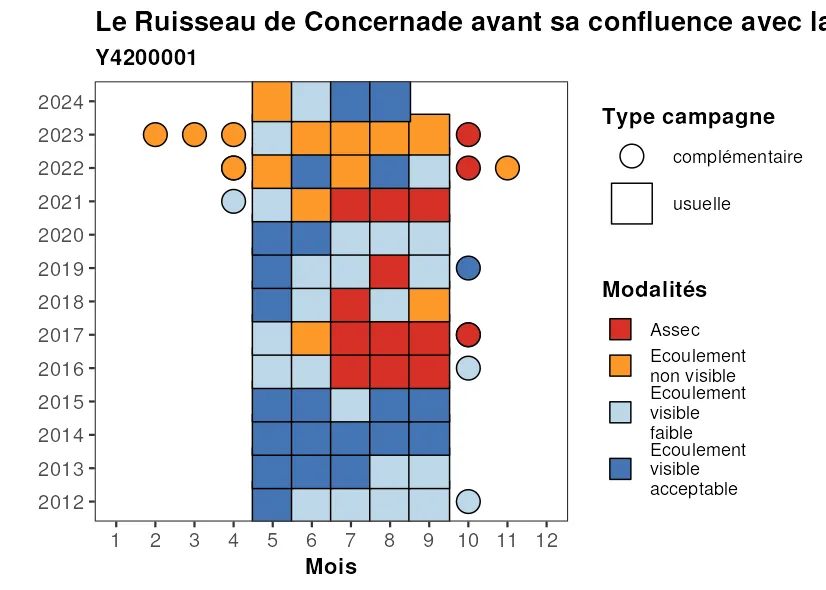 Le Ruisseau de Concernade avant sa confluence avec la
Y4200001
2024
2023
2022
2021
2020
2019
2018
2017
2016
2015
2014
2013
2012
1 2 3 4 5 6 7 8 9 10 11 12
Mois
Type campagne
complémentaire
usuelle
Modalités
Assec
Ecoulement
non visible
Ecoulement
visible
faible
Ecoulement
visible
acceptable